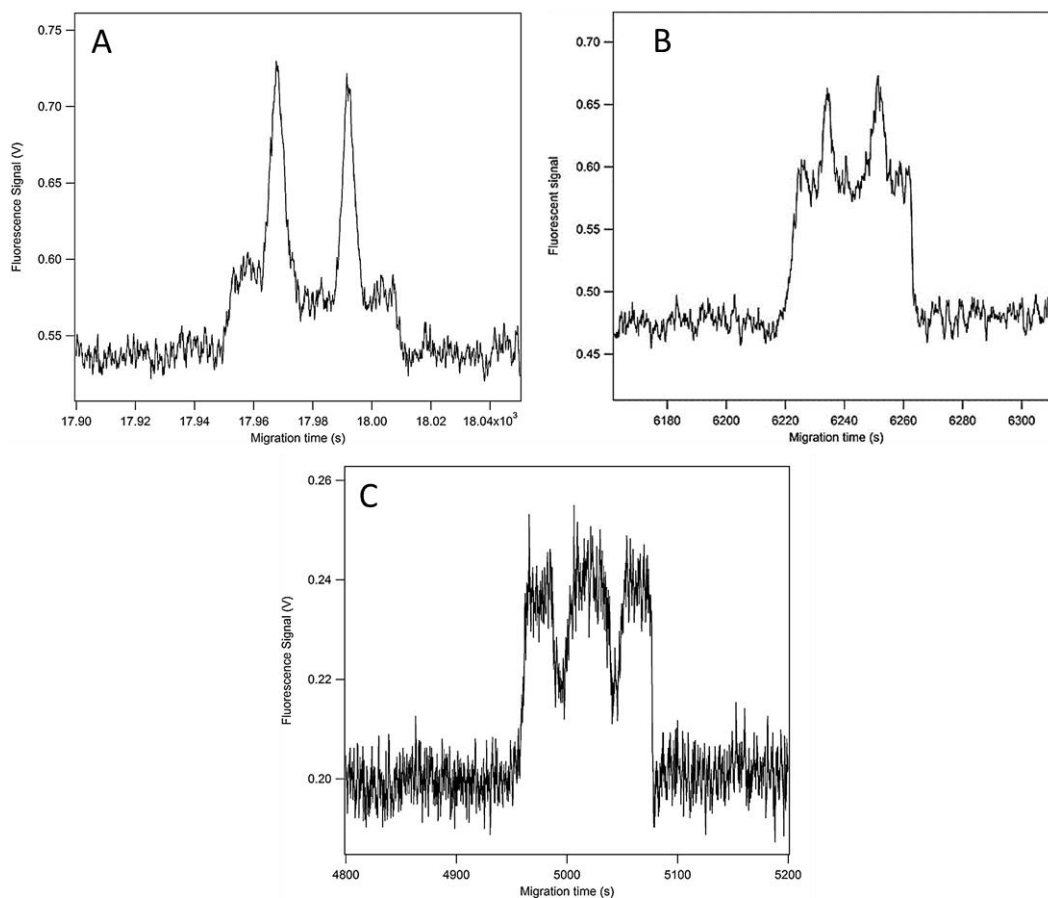 A
0.75
0.70
0.65
0.60
0.55
Fluorescence Signal (V)
17.90 17.92 17.94 17.96 17.98 18.00 18.02 18.04x10³
Migration time (s)
B
0.70
0.65
0.60
0.55
0.50
0.45
Fluorescent signal
6180 6200 6220 6240 6260 6280 6300
Migration time (s)
C
0.26
0.24
0.22
0.20
Fluorescence Signal (V)
4800 4900 5000 5100 5200
Migration time (s)